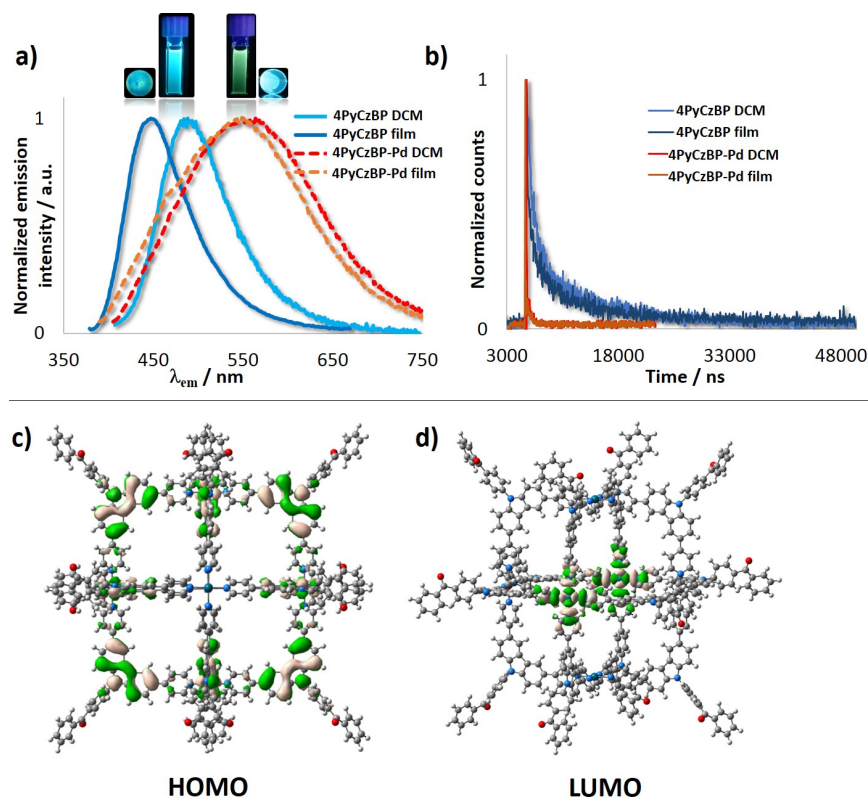 a)
4PyCzBP DCM
4PyCzBP film
4PyCzBP-Pd DCM
4PyCzBP-Pd film
Normalized emission
intensity / a.u.
1
0
350
450
550
650
750
λem / nm
b)
4PyCzBP DCM
4PyCzBP film
4PyCzBP-Pd DCM
4PyCzBP-Pd film
Normalized counts
1
0
3000
18000
33000
48000
Time / ns
c)
HOMO
d)
LUMO